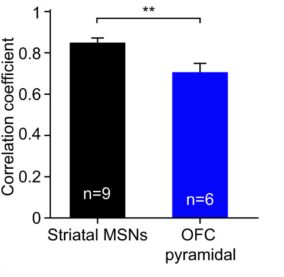 **
Correlation coefficient
1
0.8
0.6
0.4
0.2
0
n=9
n=6
Striatal MSNs
OFC
pyramidal